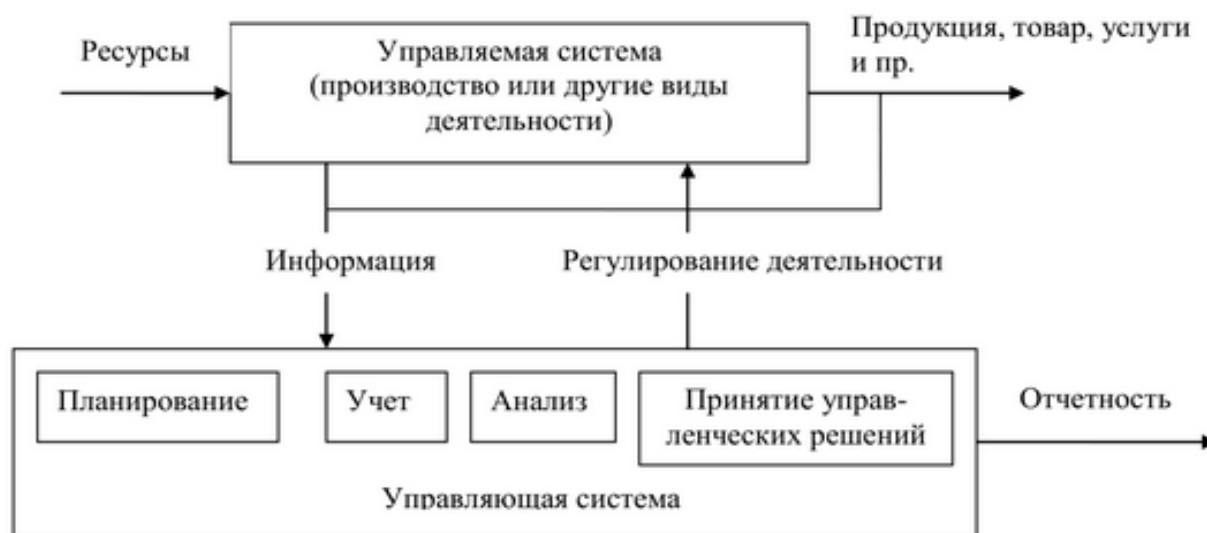 Ресурсы
Управляемая система
(производство или другие виды
деятельности)
Продукция, товар, услуги
и пр.
Информация
Регулирование деятельности
Планирование
Учет
Анализ
Принятие управ-
ленческих решений
Отчетность
Управляющая система